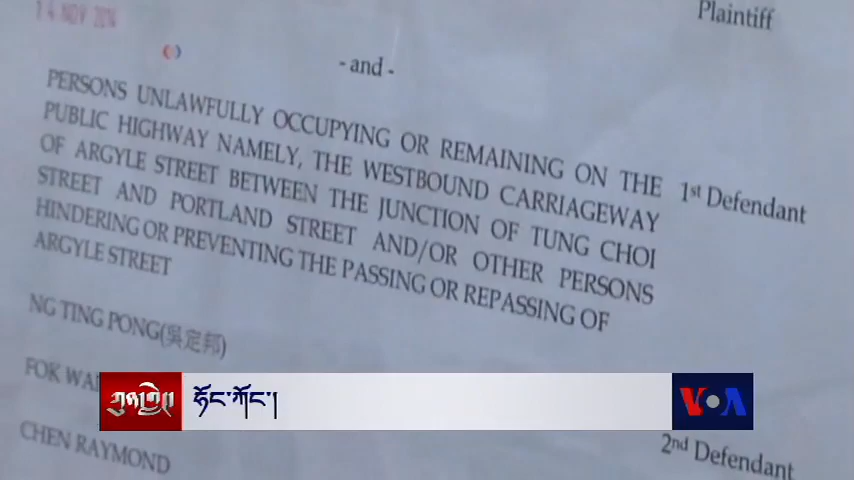 14 NOV 2014
Plaintiff
- and -
PERSONS UNLAWFULLY OCCUPYING OR REMAINING ON THE
PUBLIC HIGHWAY NAMELY, THE WESTBOUND CARRIAGEWAY
OF ARGYLE STREET BETWEEN THE JUNCTION OF TUNG CHOI
STREET AND PORTLAND STREET AND/OR OTHER PERSONS
HINDERING OR PREVENTING THE PASSING OR REPASSING OF
ARGYLE STREET
1st Defendant
NG TING PONG(吳定邦)
FOK WAI
ཀུན་གླེང།
ཧོང་ཀོང་།
VOA
CHEN RAYMOND
2nd Defendant